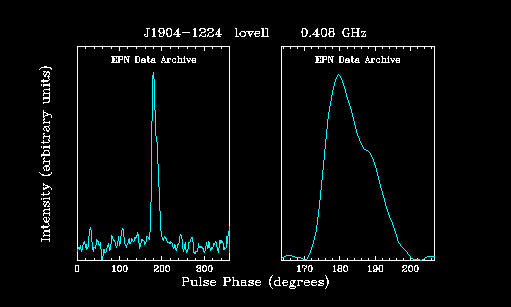 J1904-1224 lovell 0.408 GHz
EPN Data Archive EPN Data Archive
Intensity (arbitrary units)
0 100 200 300 170 180 190 200
Pulse Phase (degrees)